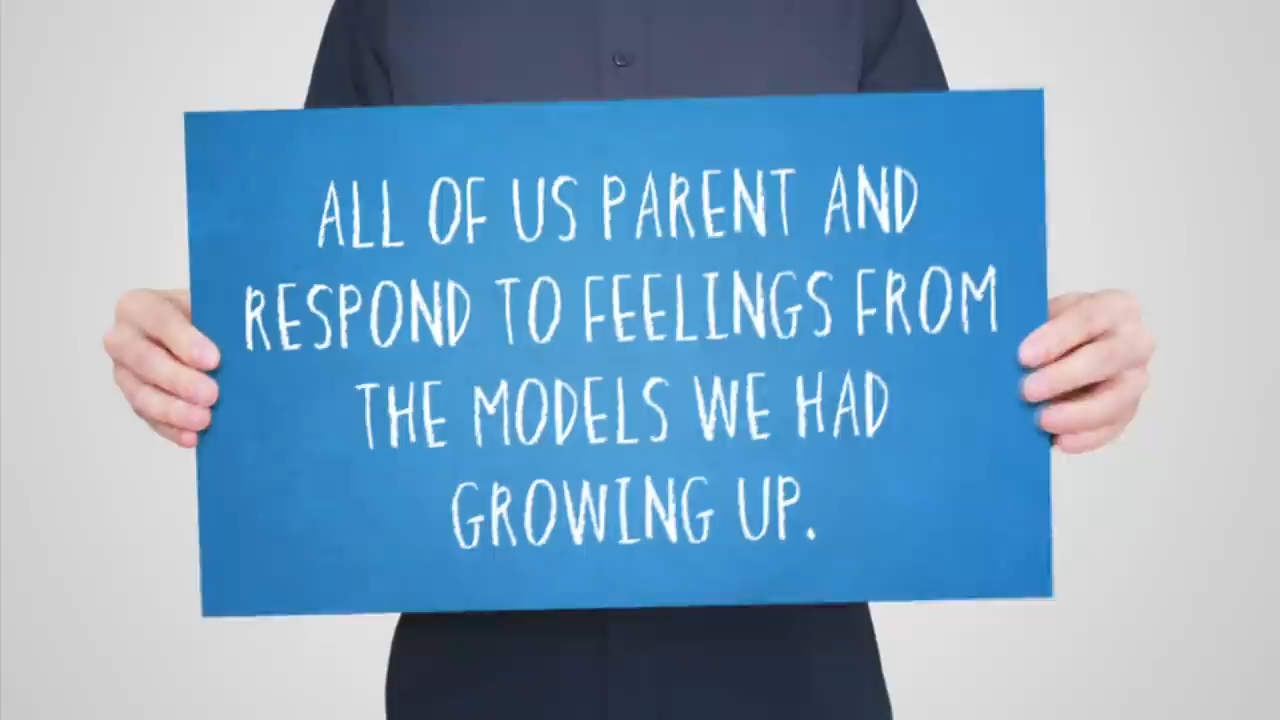 ALL OF US PARENT AND
RESPOND TO FEELINGS FROM
THE MODELS WE HAD
GROWING UP.